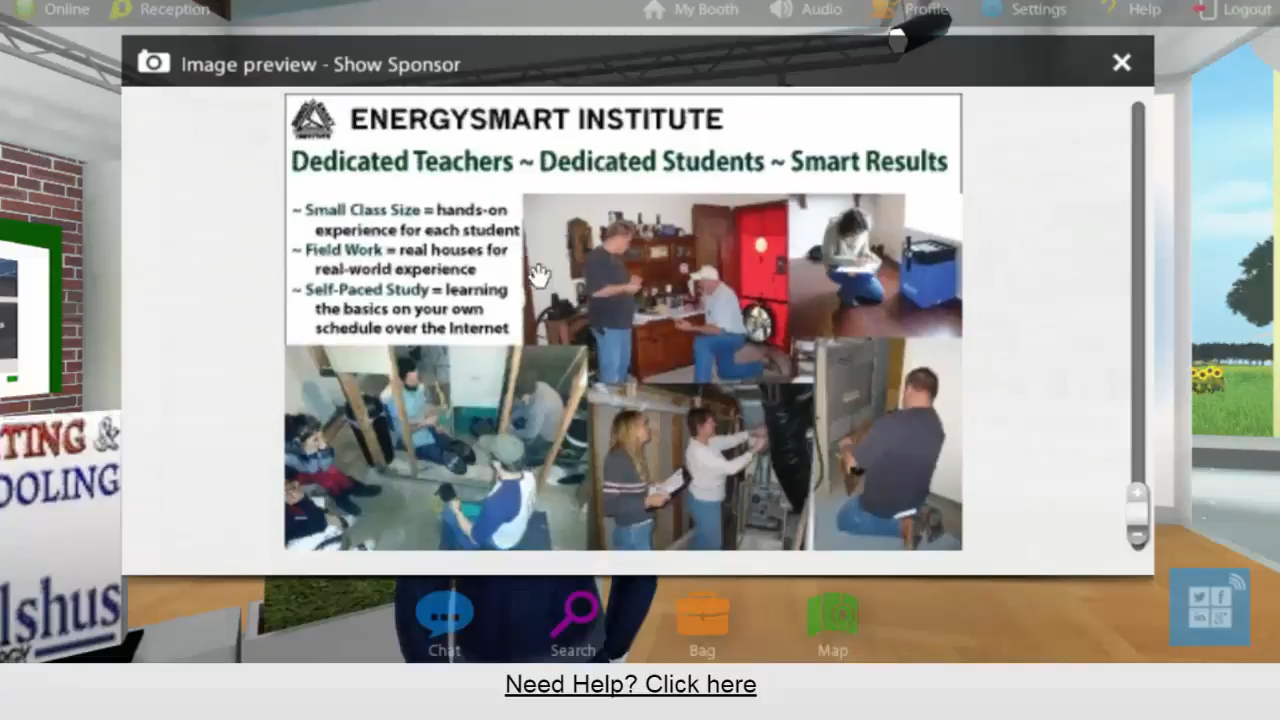 Online Reception My Booth Audio Profile Settings Help Logout
Image preview - Show Sponsor
ENERGYSMART INSTITUTE
Dedicated Teachers ~ Dedicated Students ~ Smart Results
~ Small Class Size = hands-on
experience for each student
~ Field Work = real houses for
real-world experience
~ Self-Paced Study = learning
the basics on your own
schedule over the Internet
TING &
OOLING
lshus
Chat Search Bag Map
Need Help? Click here